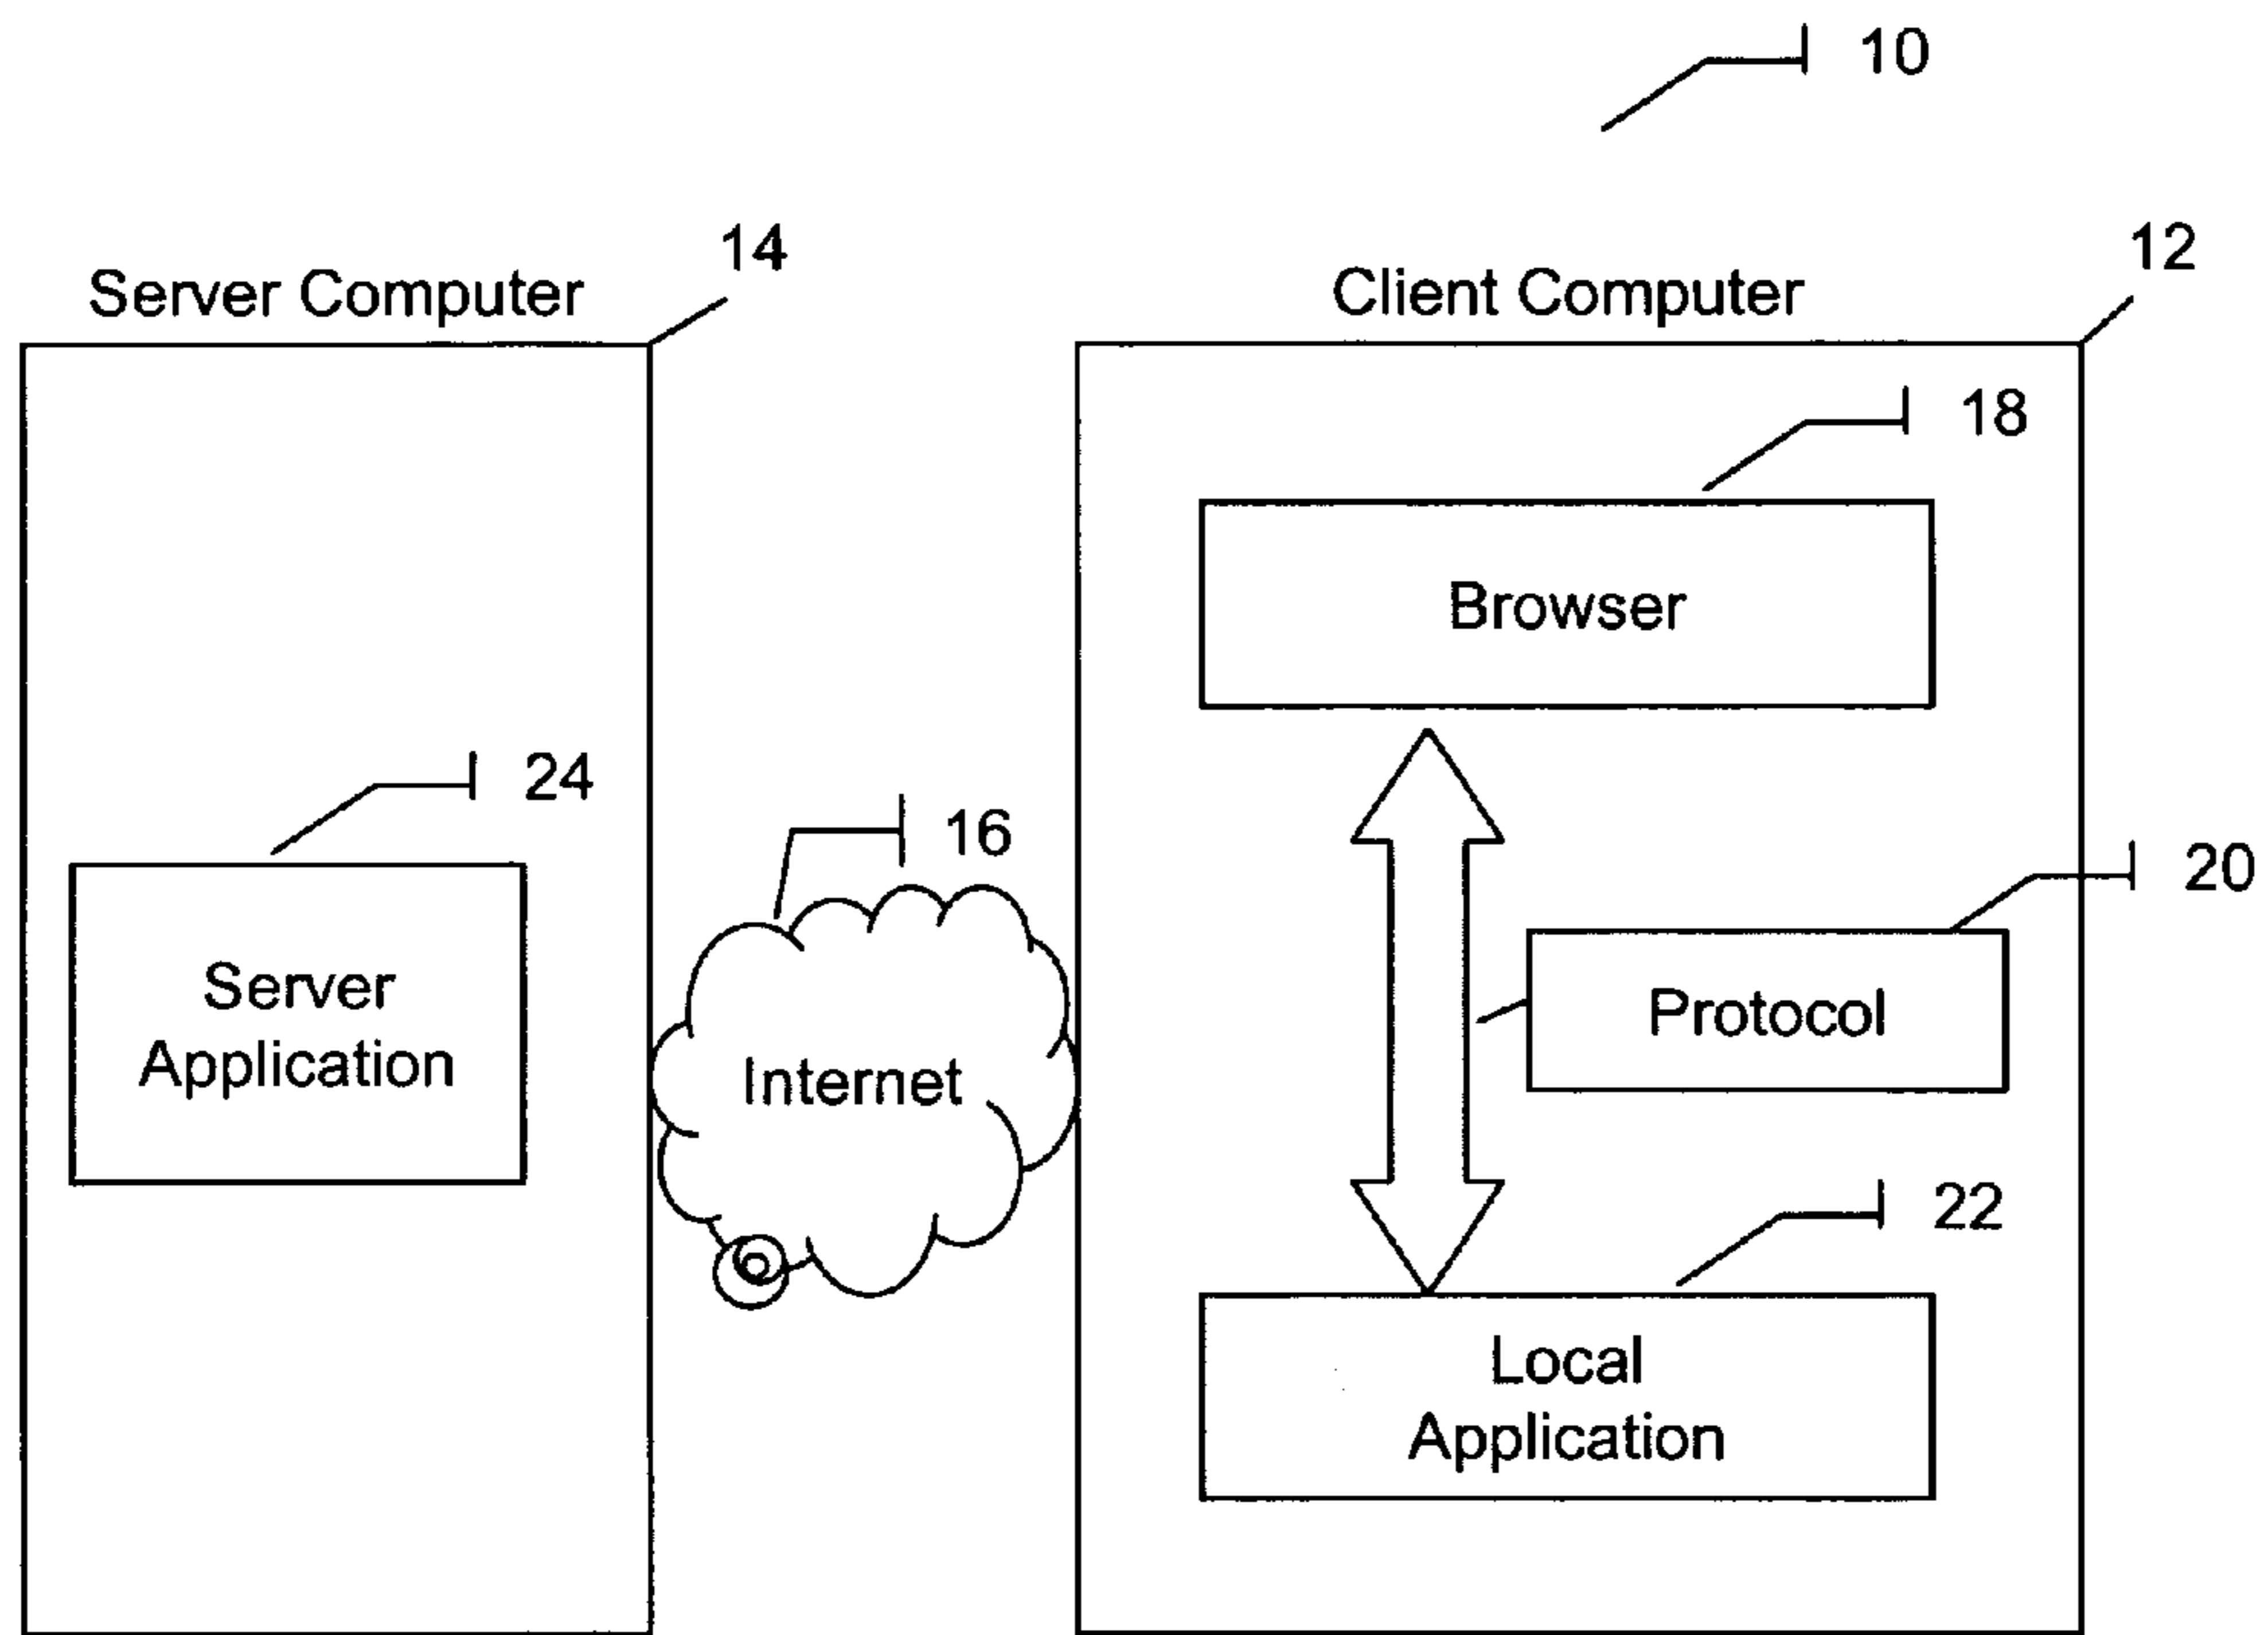 10
14
12
Server Computer
Client Computer
18
Browser
24
16
20
Server
Application
Protocol
Internet
22
Local
Application